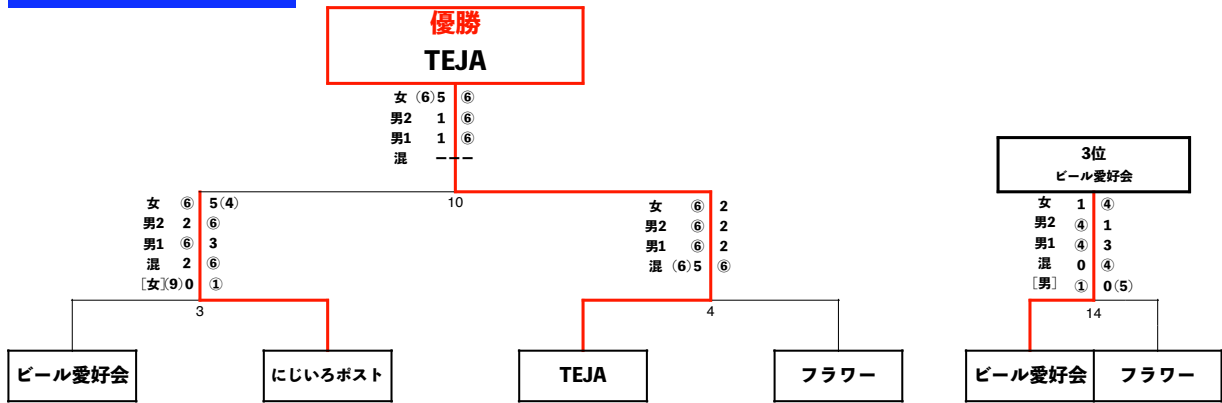 優勝
TEJA
女 (6)5 ⑥
男2 1 ⑥
男1 1 ⑥
混 ---
10
女 ⑥ 5(4)
男2 2 ⑥
男1 ⑥ 3
混 2 ⑥
[女](9)0 ①
3
女 ⑥ 2
男2 ⑥ 2
男1 ⑥ 2
混 (6)5 ⑥
4
ビール愛好会
にじいろポスト
TEJA
フラワー
3位
ビール愛好会
女 1 ④
男2 ④ 1
男1 ④ 3
混 0 ④
[男] ① 0(5)
14
ビール愛好会
フラワー